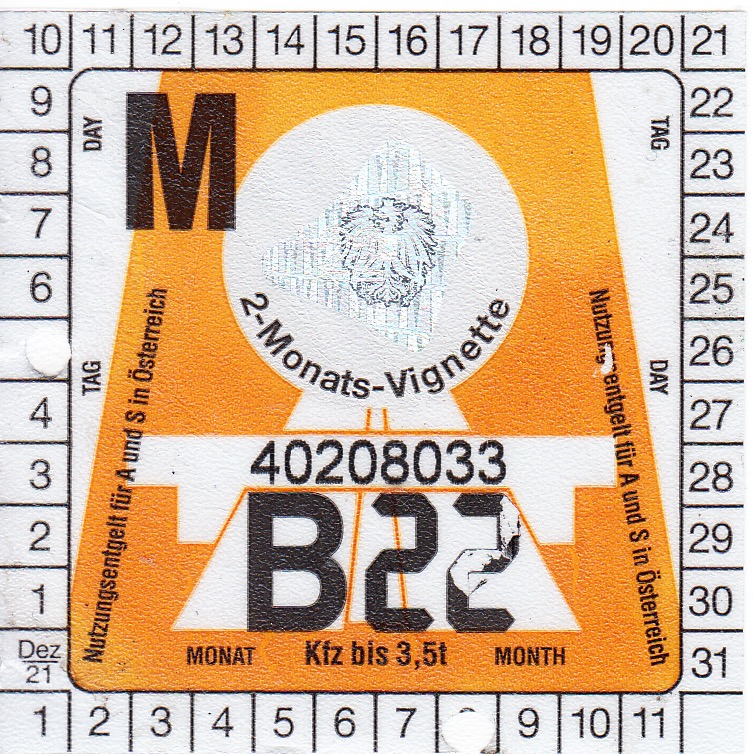 10 11 12 13 14 15 16 17 18 19 20 21
9
8
7
6
4
3
2
1
Dez
21
22
23
24
25
26
27
28
29
30
31
DAY
TAG
M
2-Monats-Vignette
TAG
DAY
Nutzungsentgelt für A und S in Österreich
Nutzungsentgelt für A und S in Österreich
40208033
B22
MONAT Kfz bis 3,5t MONTH
1 2 3 4 5 6 7 9 10 11